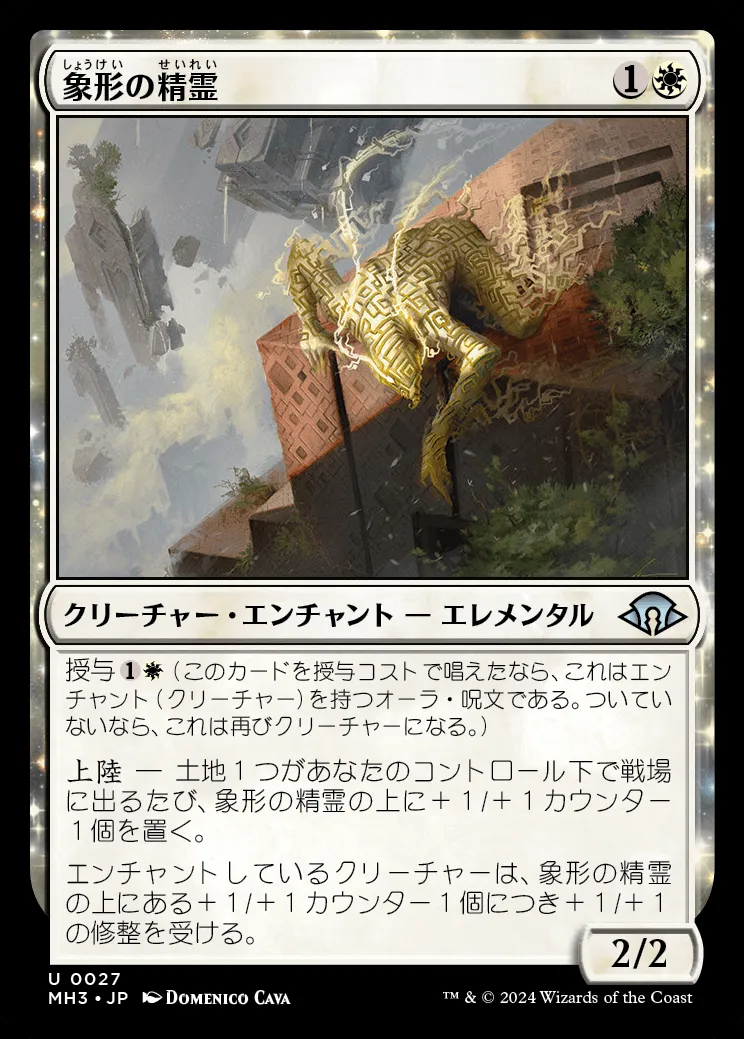 しょうけい せいれい
象形の精霊 1
クリーチャー・エンチャント — エレメンタル
授与 1 （このカードを授与コストで唱えたなら、これはエン
チャント（クリーチャー）を持つオーラ・呪文である。ついてい
ないなら、これは再びクリーチャーになる。）
上陸 — 土地１つがあなたのコントロール下で戦場
に出るたび、象形の精霊の上に＋１/＋１カウンター
１個を置く。
エンチャントしているクリーチャーは、象形の精霊
の上にある＋１/＋１カウンター１個につき＋１/＋１
の修整を受ける。
2/2
U 0027
MH3 • JP Domenico Cava
™ & © 2024 Wizards of the Coast